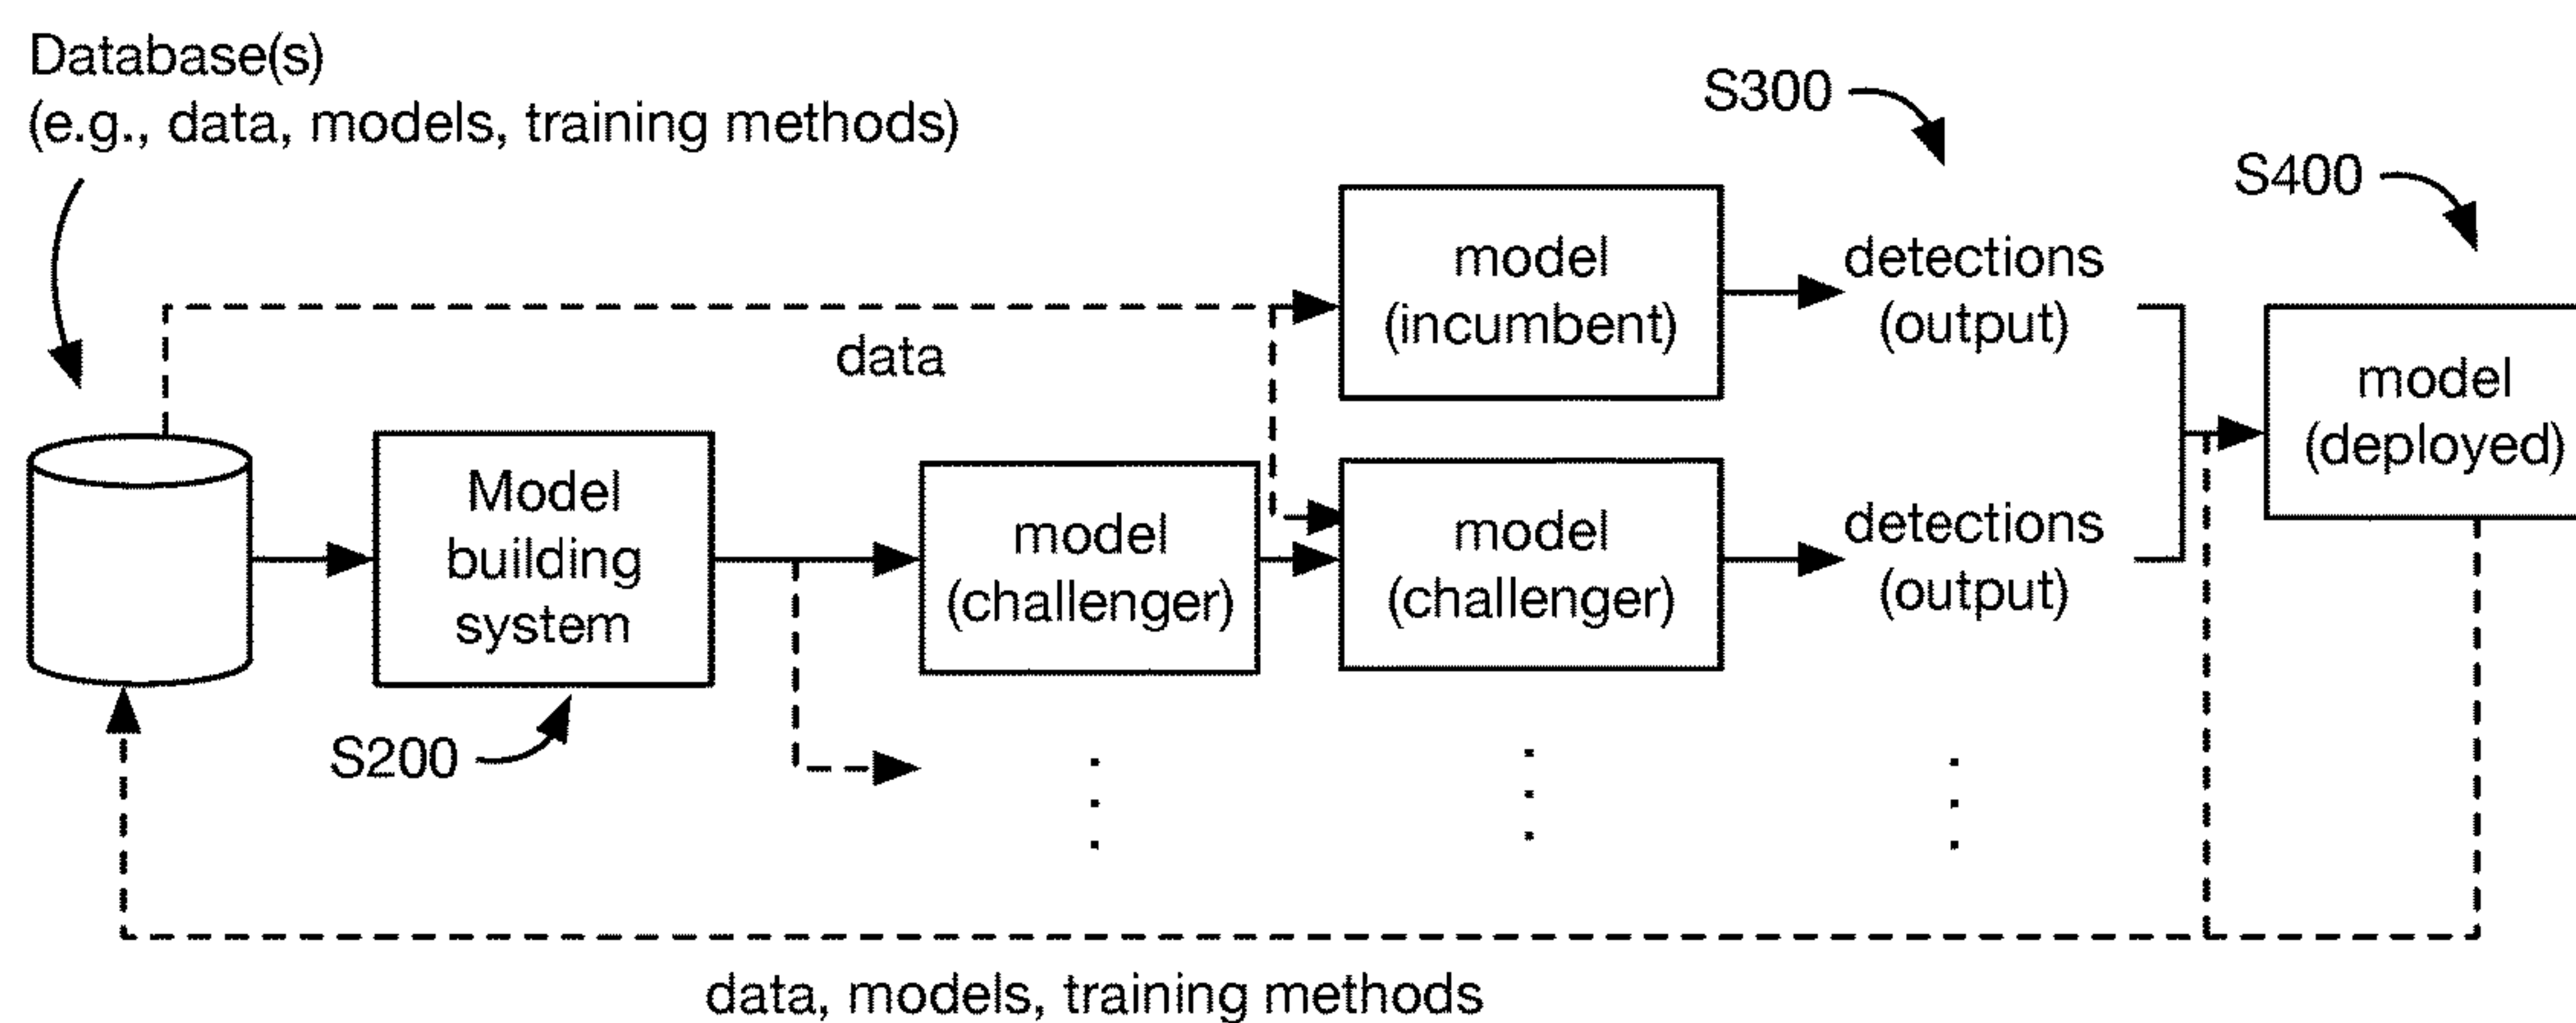 Database(s)
(e.g., data, models, training methods)
S300
S400
model
(incumbent)
detections
(output)
data
model
(deployed)
Model
building
system
model
(challenger)
model
(challenger)
detections
(output)
S200
data, models, training methods